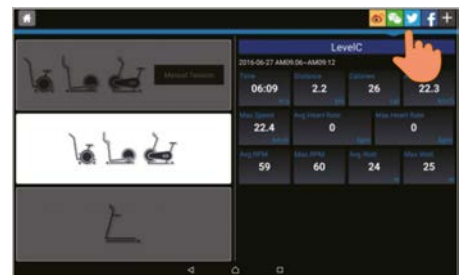 LevelC
2016-06-27 AM09:06~AM09:12
Manual Tension
Time Distance Calories
06:09 2.2 26 22.3
Max Speed Avg Heart Rate Max Heart Rate
22.4 0 0
Avg RPM Max RPM Avg Watt Max Watt
59 60 24 25